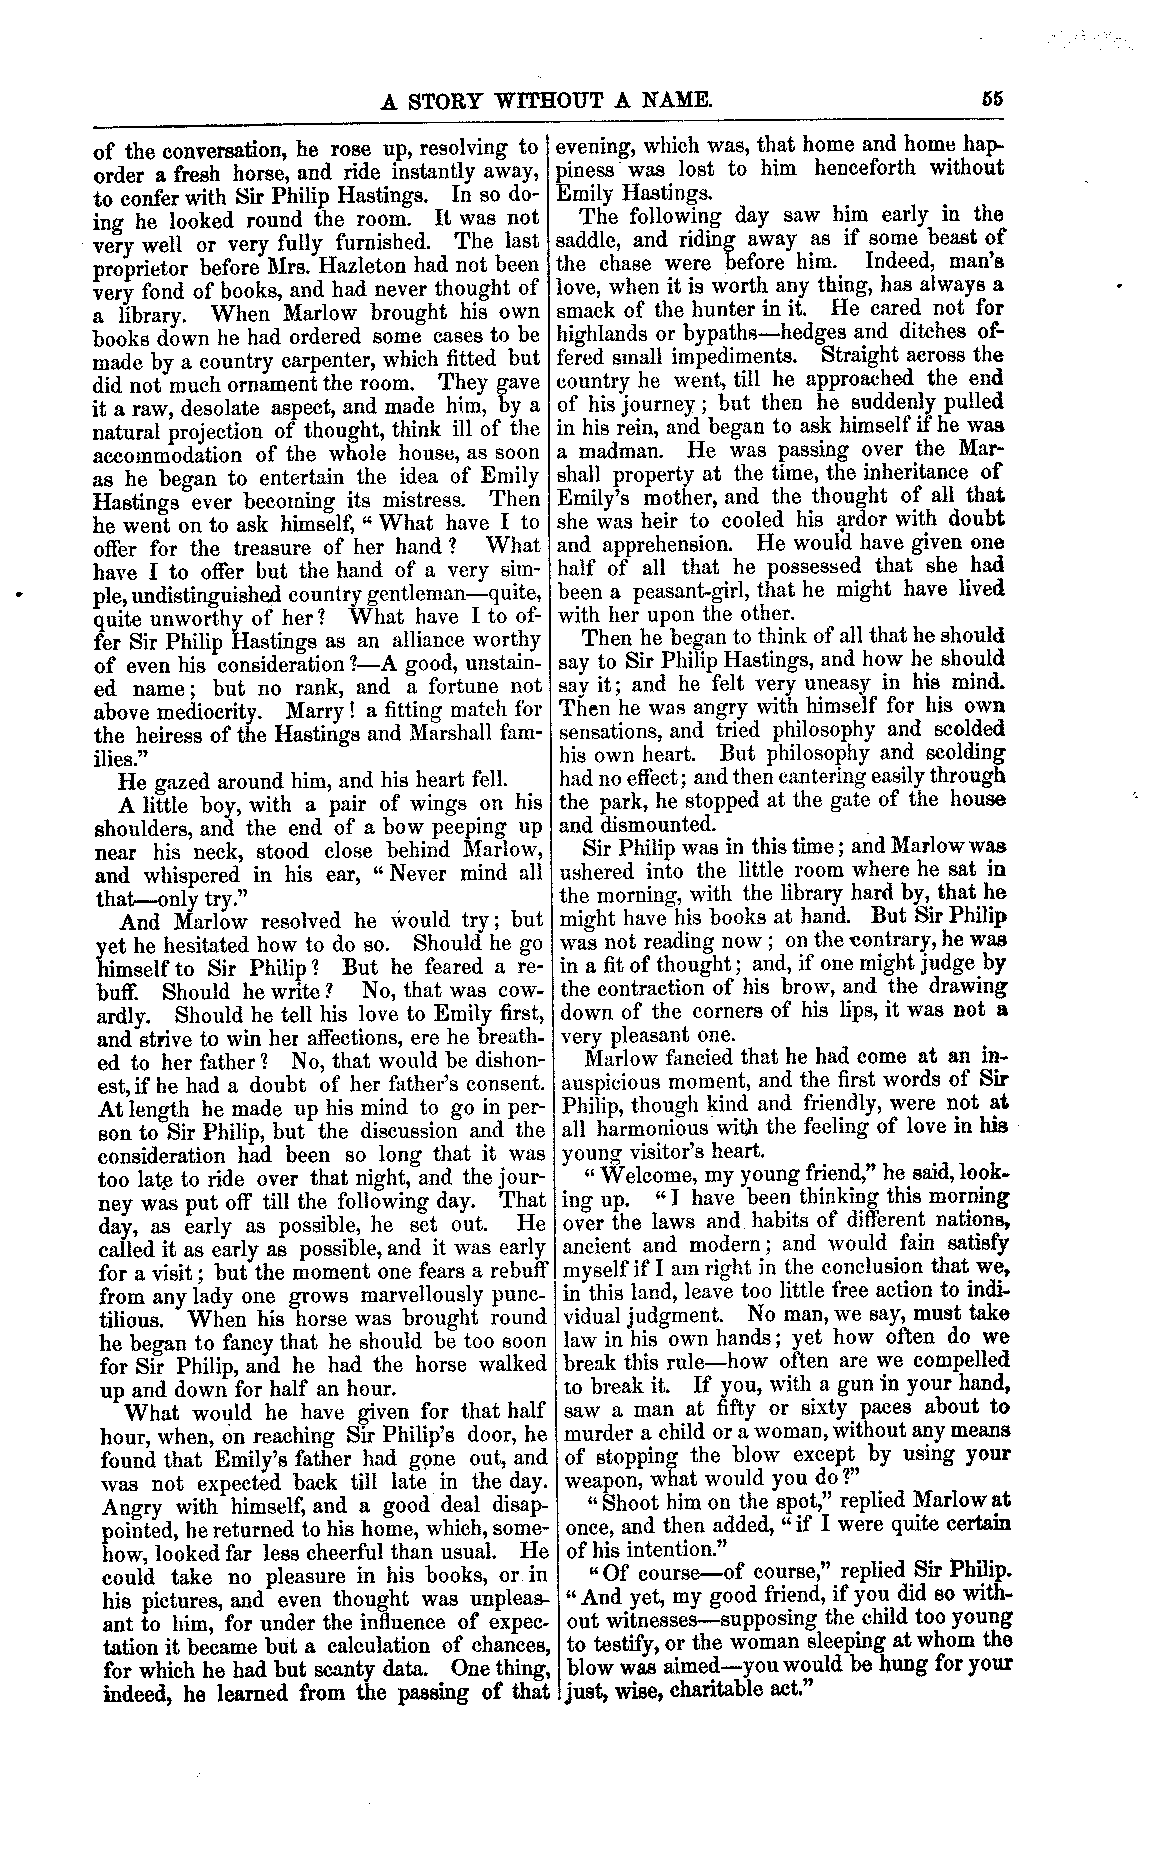 A STORY WITHOUT A NAME. 55
of the conversation, he rose up, resolving to
order a fresh horse, and ride instantly away,
to confer with Sir Philip Hastings. In so do-
ing he looked round the room. It was not
very well or very fully furnished. The last
proprietor before Mrs. Hazleton had not been
very fond of books, and had never thought of
a library. When Marlow brought his own
books down he had ordered some cases to be
made by a country carpenter, which fitted but
did not much ornament the room. They gave
it a raw, desolate aspect, and made him, by a
natural projection of thought, think ill of the
accommodation of the whole house, as soon
as he began to entertain the idea of Emily
Hastings ever becoming its mistress. Then
he went on to ask himself, “ What have I to
offer for the treasure of her hand ? What
have I to offer but the hand of a very sim-
ple, undistinguished country gentleman—quite,
quite unworthy of her? What have I to of-
fer Sir Philip Hastings as an alliance worthy
of even his consideration ?—A good, unstain-
ed name; but no rank, and a fortune not
above mediocrity. Marry ! a fitting match for
the heiress of the Hastings and Marshall fam-
ilies.”
He gazed around him, and his heart fell.
A little boy, with a pair of wings on his
shoulders, and the end of a bow peeping up
near his neck, stood close behind Marlow,
and whispered in his ear, “ Never mind all
that—only try.”
And Marlow resolved he would try; but
yet he hesitated how to do so. Should he go
himself to Sir Philip? But he feared a re-
buff. Should he write ? No, that was cow-
ardly. Should he tell his love to Emily first,
and strive to win her affections, ere he breath-
ed to her father ? No, that would be dishon-
est, if he had a doubt of her father’s consent.
At length he made up his mind to go in per-
son to Sir Philip, but the discussion and the
consideration had been so long that it was
too late to ride over that night, and the jour-
ney was put off till the following day. That
day, as early as possible, he set out. He
called it as early as possible, and it was early
for a visit ; but the moment one fears a rebuff
from any lady one grows marvellously punc-
tilious. When his horse was brought round
he began to fancy that he should be too soon
for Sir Philip, and he had the horse walked
up and down for half an hour.
What would he have given for that half
hour, when, on reaching Sir Philip’s door, he
found that Emily’s father had gone out, and
was not expected back till late in the day.
Angry with himself, and a good deal disap-
pointed, he returned to his home, which, some-
how, looked far less cheerful than usual. He
could take no pleasure in his books, or in
his pictures, and even thought was unpleas-
ant to him, for under the influence of expec-
tation it became but a calculation of chances,
for which he had but scanty data. One thing,
indeed, he learned from the passing of that
evening, which was, that home and home hap-
piness was lost to him henceforth without
Emily Hastings.
The following day saw him early in the
saddle, and riding away as if some beast of
the chase were before him. Indeed, man’s
love, when it is worth any thing, has always a
smack of the hunter in it. He cared not for
highlands or bypaths—hedges and ditches of-
fered small impediments. Straight across the
country he went, till he approached the end
of his journey ; but then he suddenly pulled
in his rein, and began to ask himself if he was
a madman. He was passing over the Mar-
shall property at the time, the inheritance of
Emily’s mother, and the thought of all that
she was heir to cooled his ardor with doubt
and apprehension. He would have given one
half of all that he possessed that she had
been a peasant-girl, that he might have lived
with her upon the other.
Then he began to think of all that he should
say to Sir Philip Hastings, and how he should
say it; and he felt very uneasy in his mind.
Then he was angry with himself for his own
sensations, and tried philosophy and scolded
his own heart. But philosophy and scolding
had no effect; and then cantering easily through
the park, he stopped at the gate of the house
and dismounted.
Sir Philip was in this time ; and Marlow was
ushered into the little room where he sat in
the morning, with the library hard by, that he
might have his books at hand. But Sir Philip
was not reading now ; on the contrary, he was
in a fit of thought ; and, if one might judge by
the contraction of his brow, and the drawing
down of the corners of his lips, it was not a
very pleasant one.
Marlow fancied that he had come at an in-
auspicious moment, and the first words of Sir
Philip, though kind and friendly, were not at
all harmonious with the feeling of love in his
young visitor’s heart.
“ Welcome, my young friend,” he said, look-
ing up. “ I have been thinking this morning
over the laws and habits of different nations,
ancient and modern ; and would fain satisfy
myself if I am right in the conclusion that we,
in this land, leave too little free action to indi-
vidual judgment. No man, we say, must take
law in his own hands ; yet how often do we
break this rule—how often are we compelled
to break it. If you, with a gun in your hand,
saw a man at fifty or sixty paces about to
murder a child or a woman, without any means
of stopping the blow except by using your
weapon, what would you do ?”
“ Shoot him on the spot,” replied Marlow at
once, and then added, “ if I were quite certain
of his intention.”
“ Of course—of course,” replied Sir Philip.
“ And yet, my good friend, if you did so with-
out witnesses—supposing the child too young
to testify, or the woman sleeping at whom the
blow was aimed—you would be hung for your
just, wise, charitable act.”